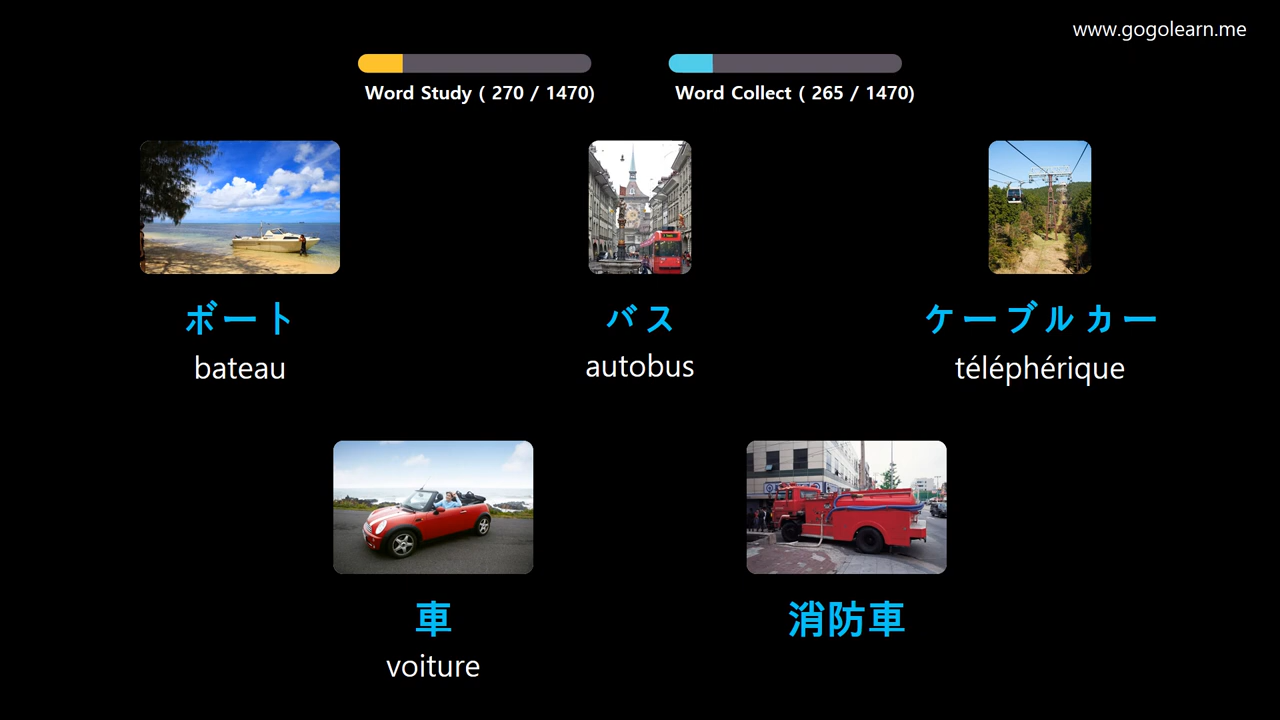 www.gogolearn.me
Word Study ( 270 / 1470)
Word Collect ( 265 / 1470)
ボート
バス
ケーブルカー
bateau
autobus
téléphérique
車
消防車
voiture